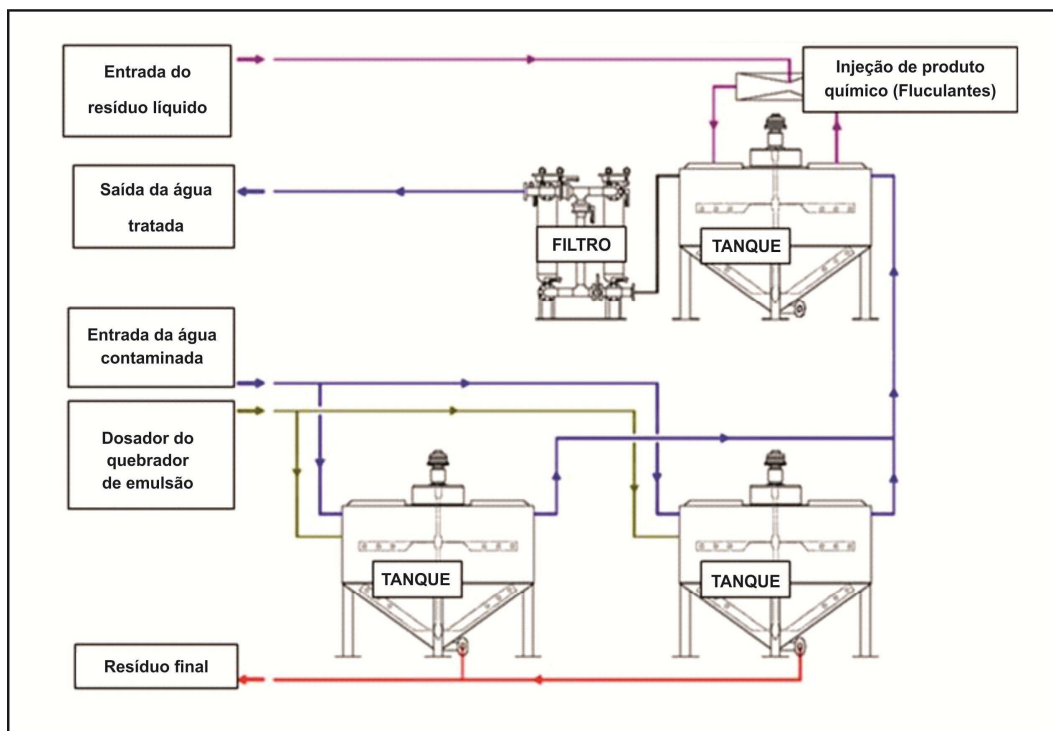 Entrada do
resíduo líquido
Injeção de produto
químico (Fluculantes)
Saída da água
tratada
FILTRO
TANQUE
Entrada da água
contaminada
Dosador do
quebrador
de emulsão
TANQUE
TANQUE
Resíduo final